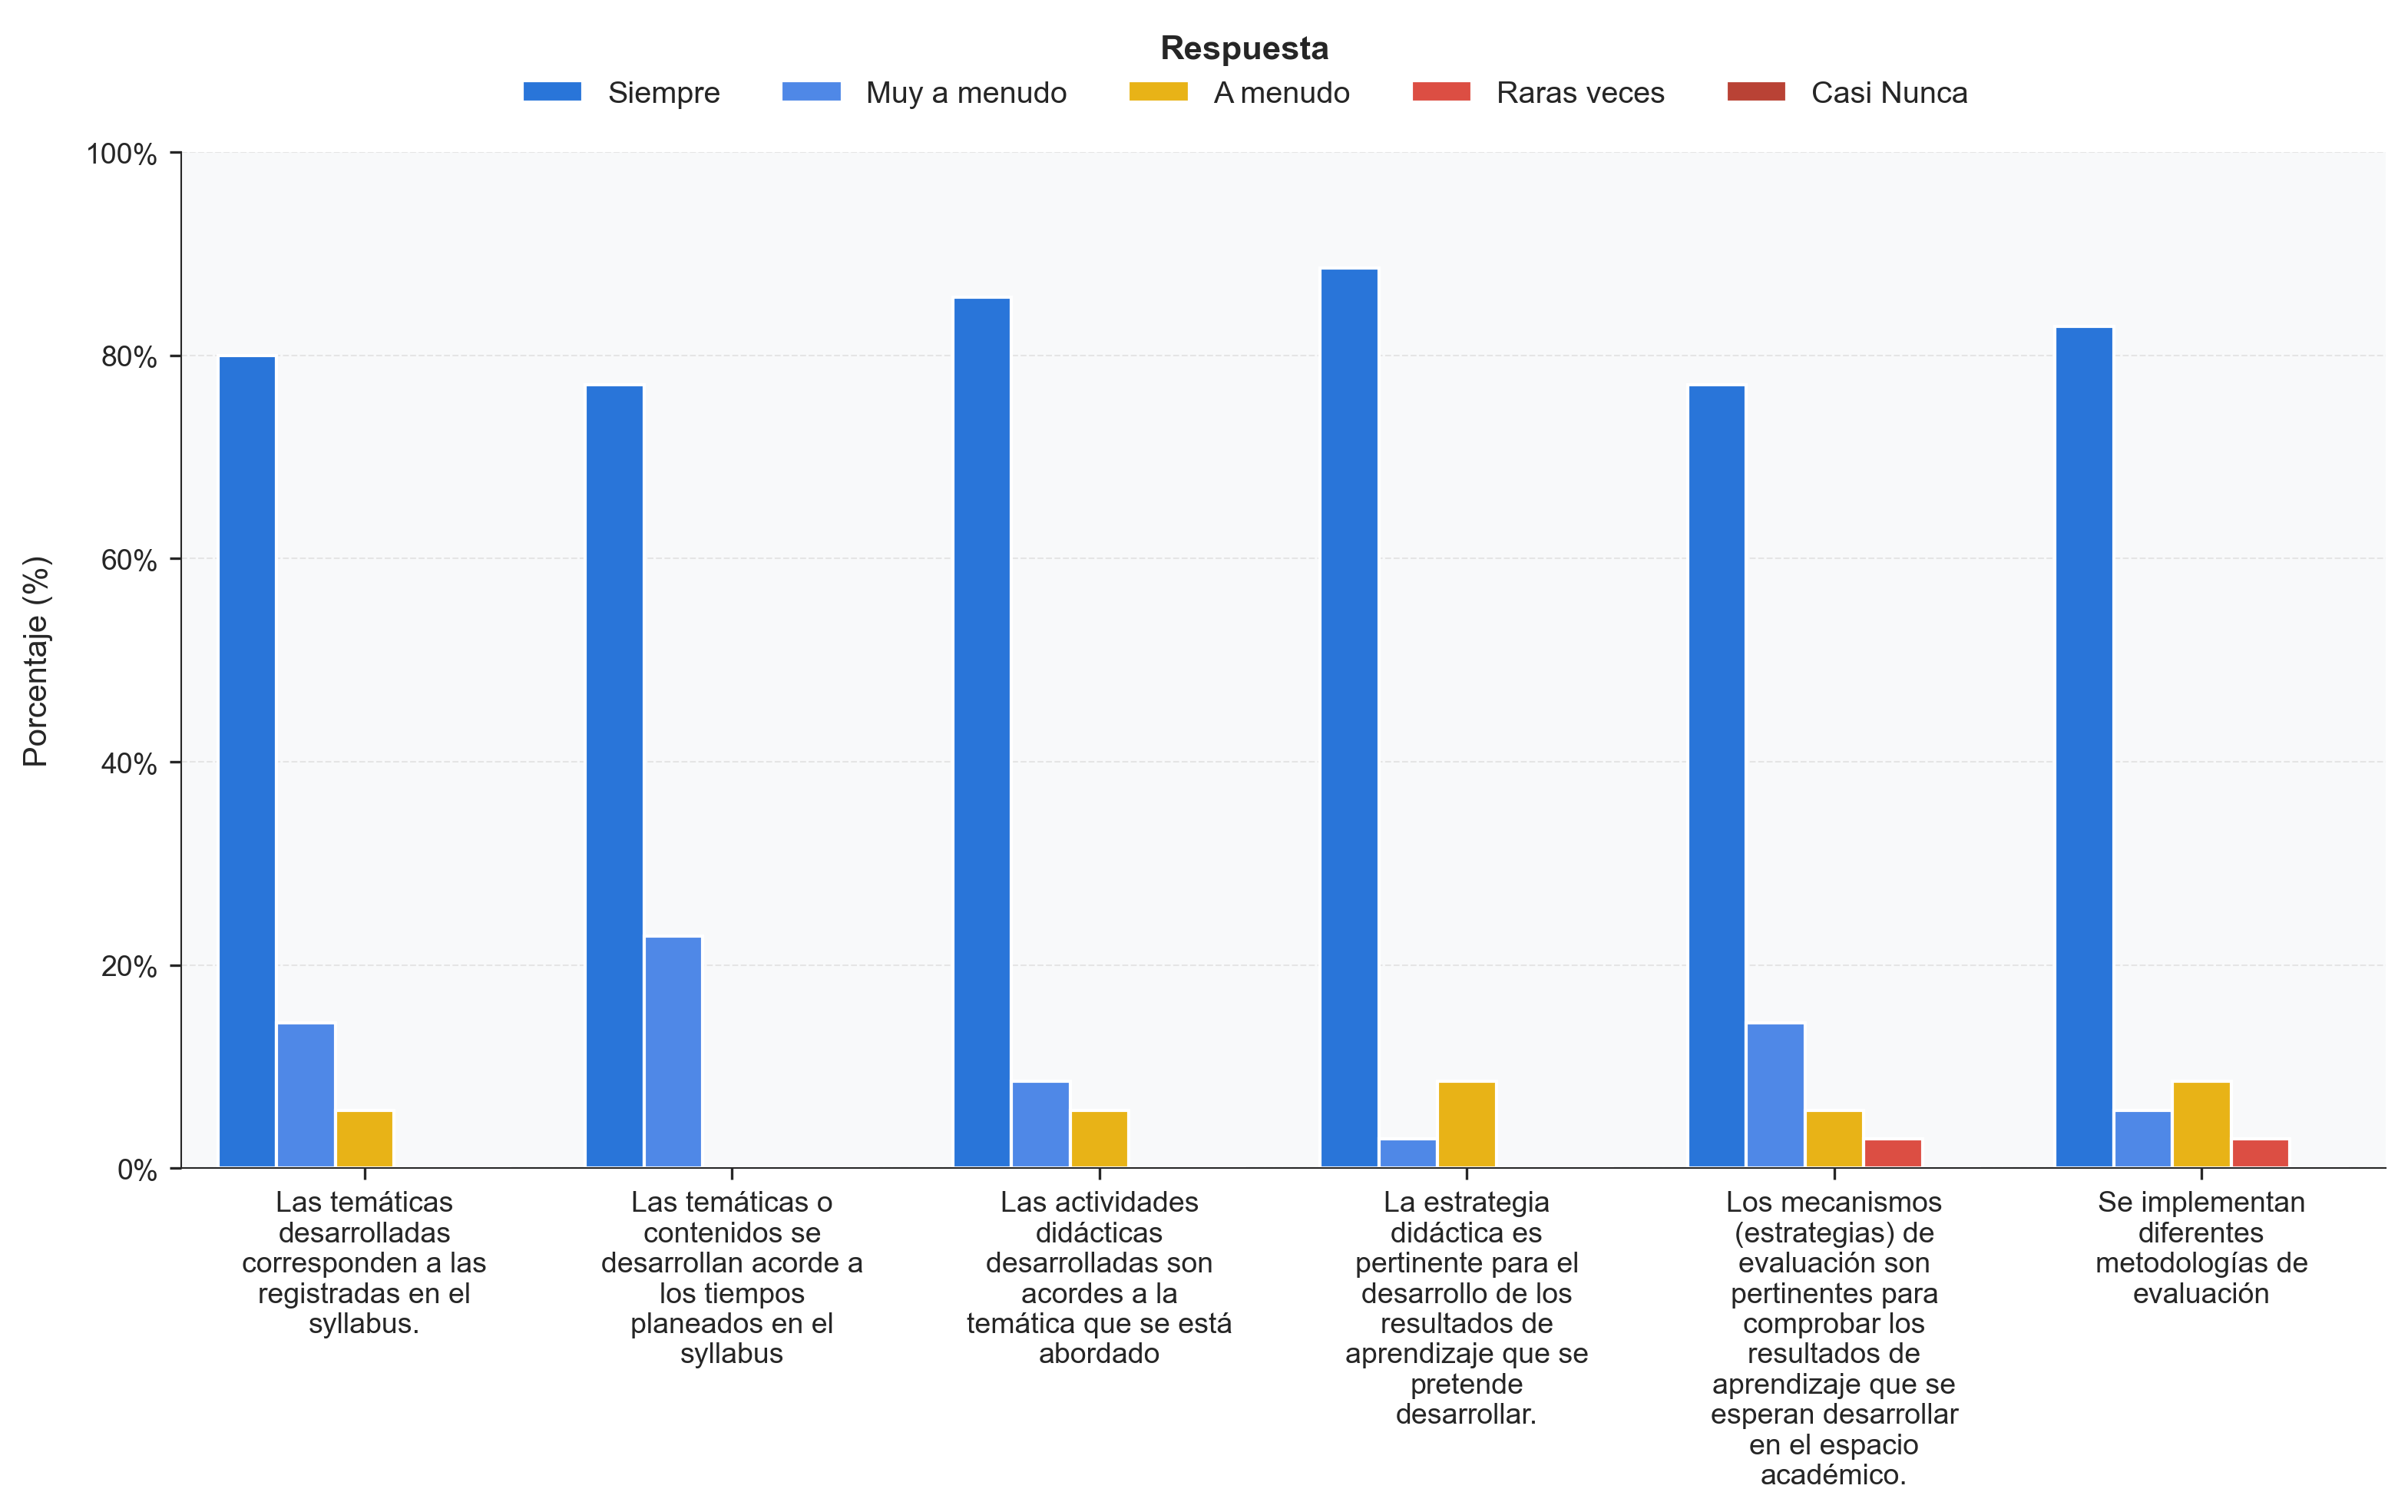 Respuesta
Siempre Muy a menudo A menudo Raras veces Casi Nunca
Porcentaje (%)
100%
80%
60%
40%
20%
0%
Las temáticas
desarrolladas
corresponden a las
registradas en el
syllabus.
Las temáticas o
contenidos se
desarrollan acorde a
los tiempos
planeados en el
syllabus
Las actividades
didácticas
desarrolladas son
acordes a la
temática que se está
abordado
La estrategia
didáctica es
pertinente para el
desarrollo de los
resultados de
aprendizaje que se
pretende
desarrollar.
Los mecanismos
(estrategias) de
evaluación son
pertinentes para
comprobar los
resultados de
aprendizaje que se
esperan desarrollar
en el espacio
académico.
Se implementan
diferentes
metodologías de
evaluación